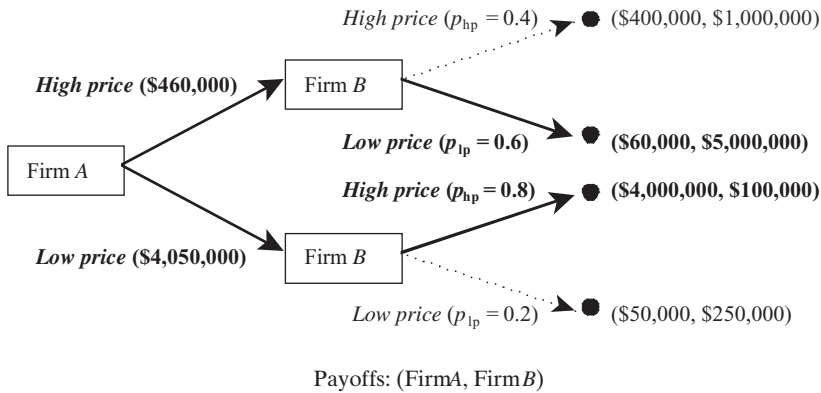 High price (p_hp = 0.4)
($400,000, $1,000,000)
High price ($460,000)
Firm B
Low price (p_lp = 0.6)
($60,000, $5,000,000)
Firm A
High price (p_hp = 0.8)
($4,000,000, $100,000)
Low price ($4,050,000)
Firm B
Low price (p_lp = 0.2)
($50,000, $250,000)
Payoffs: (FirmA, FirmB)